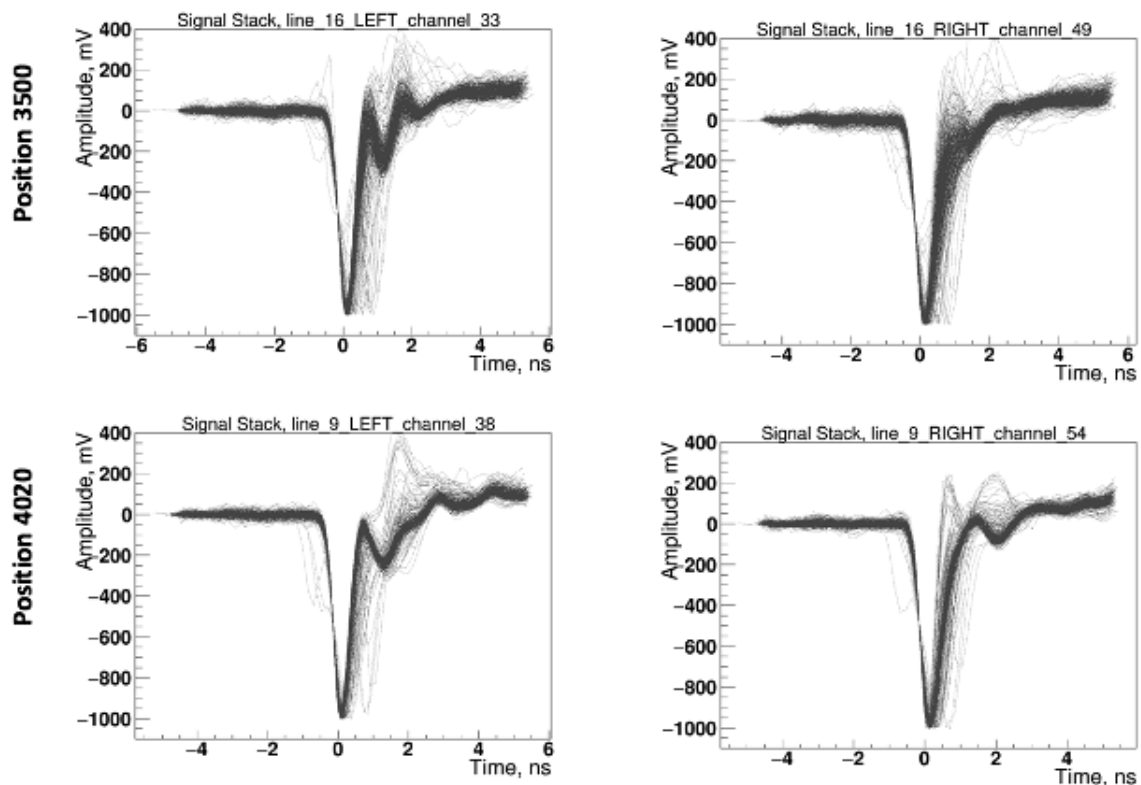 Position 3500
Signal Stack, line_16_LEFT_channel_33
Amplitude, mV
400
200
0
−200
−400
−600
−800
−1000
−6 −4 −2 0 2 4 6
Time, ns
Signal Stack, line_16_RIGHT_channel_49
Amplitude, mV
400
200
0
−200
−400
−600
−800
−1000
−4 −2 0 2 4 6
Time, ns
Position 4020
Signal Stack, line_9_LEFT_channel_38
Amplitude, mV
400
200
0
−200
−400
−600
−800
−1000
−4 −2 0 2 4 6
Time, ns
Signal Stack, line_9_RIGHT_channel_54
Amplitude, mV
400
200
0
−200
−400
−600
−800
−1000
−4 −2 0 2 4 6
Time, ns